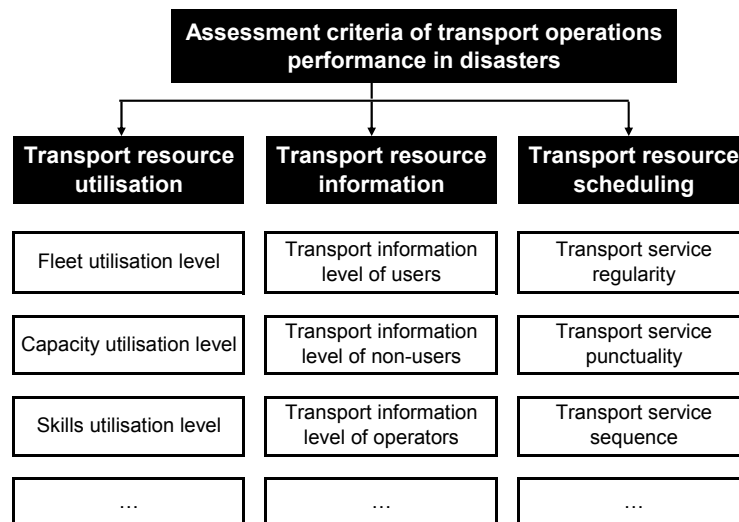 Assessment criteria of transport operations
performance in disasters
Transport resource
utilisation
Transport resource
information
Transport resource
scheduling
Fleet utilisation level
Transport information
level of users
Transport service
regularity
Capacity utilisation level
Transport information
level of non-users
Transport service
punctuality
Skills utilisation level
Transport information
level of operators
Transport service
sequence
…
…
…